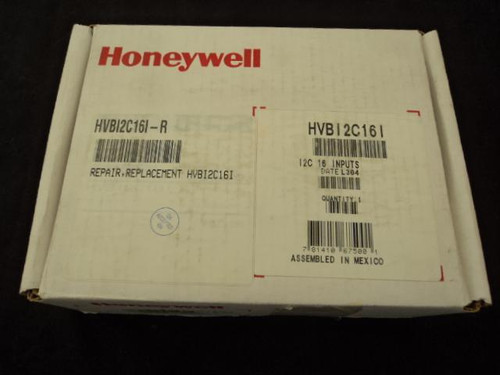 Honeywell
HVBI2C16I-R
REPAIR,REPLACEMENT HVBI2C16I
HVBI2C16I
I2C 16 INPUTS
DATE L304
QUANTITY 1
ASSEMBLED IN MEXICO